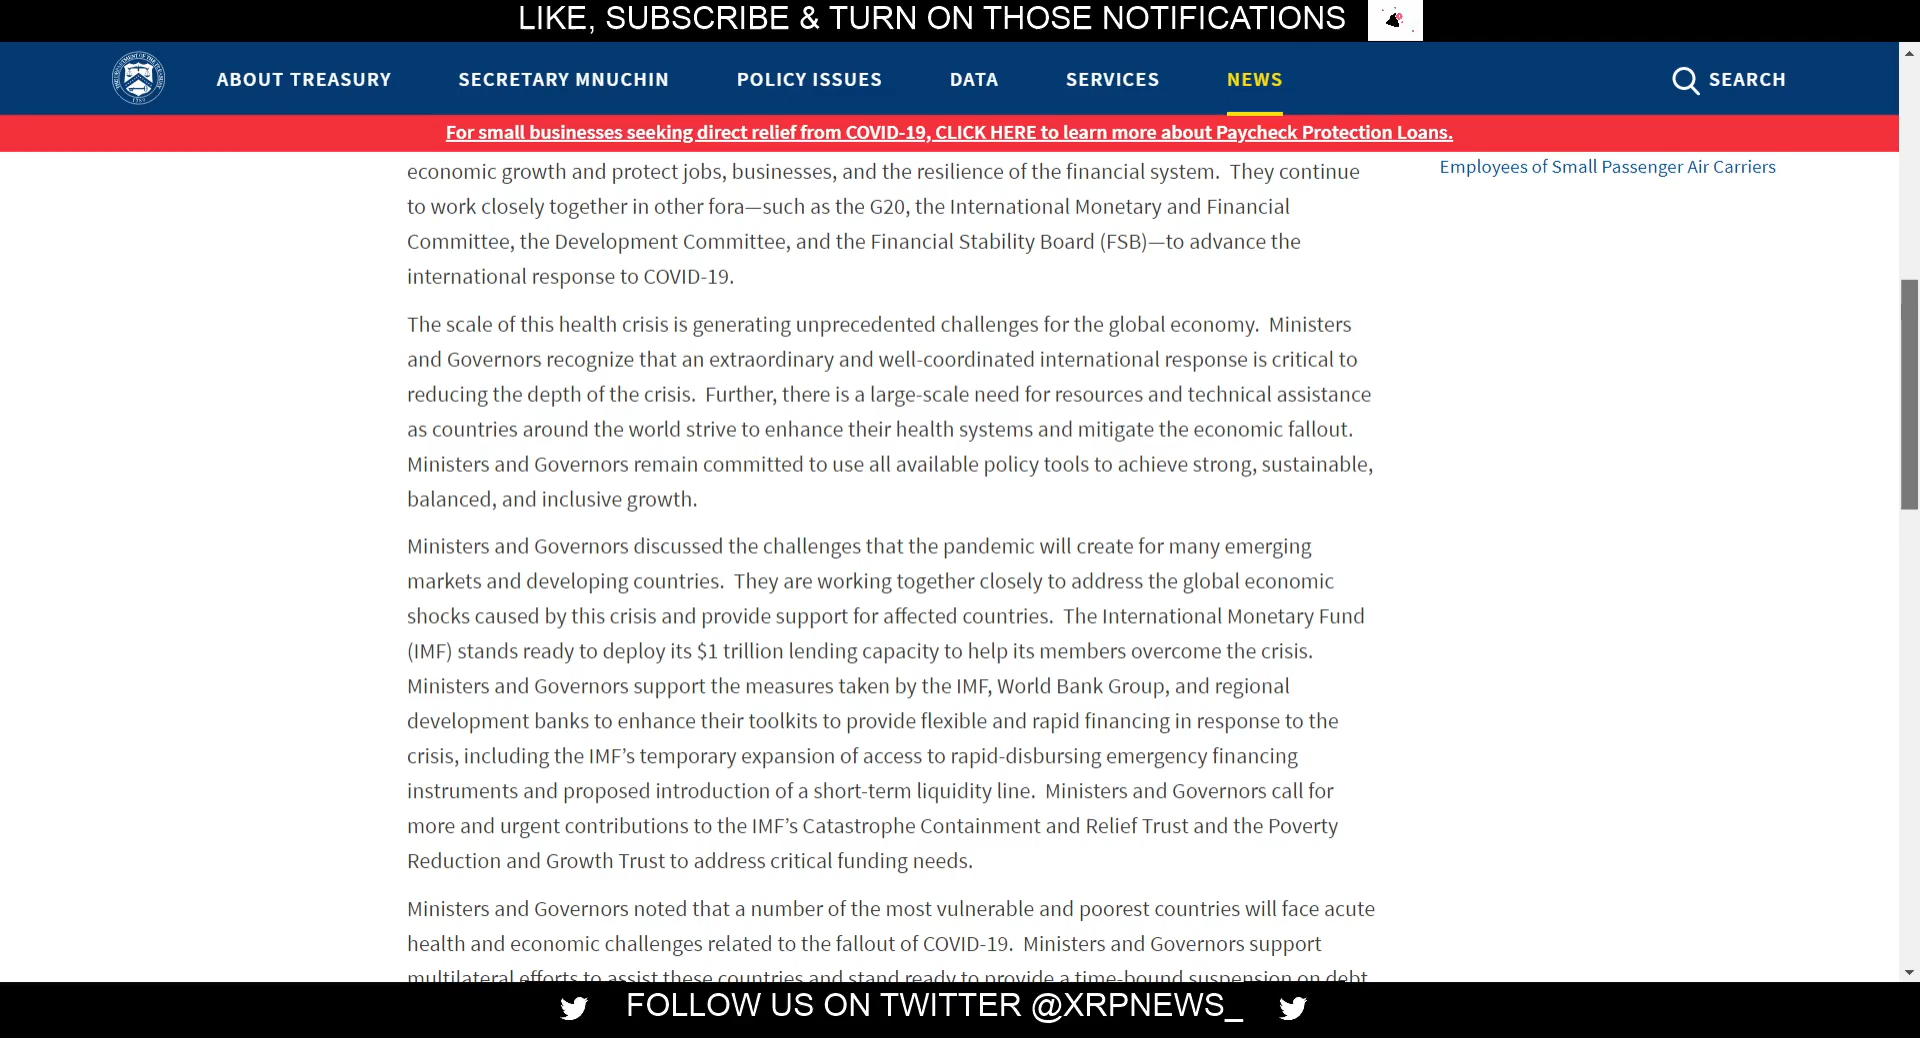 LIKE, SUBSCRIBE & TURN ON THOSE NOTIFICATIONS
ABOUT TREASURY SECRETARY MNUCHIN POLICY ISSUES DATA SERVICES NEWS SEARCH
For small businesses seeking direct relief from COVID-19, CLICK HERE to learn more about Paycheck Protection Loans.
Employees of Small Passenger Air Carriers
economic growth and protect jobs, businesses, and the resilience of the financial system.  They continue
to work closely together in other fora—such as the G20, the International Monetary and Financial
Committee, the Development Committee, and the Financial Stability Board (FSB)—to advance the
international response to COVID-19.
The scale of this health crisis is generating unprecedented challenges for the global economy.  Ministers
and Governors recognize that an extraordinary and well-coordinated international response is critical to
reducing the depth of the crisis.  Further, there is a large-scale need for resources and technical assistance
as countries around the world strive to enhance their health systems and mitigate the economic fallout.
Ministers and Governors remain committed to use all available policy tools to achieve strong, sustainable,
balanced, and inclusive growth.
Ministers and Governors discussed the challenges that the pandemic will create for many emerging
markets and developing countries.  They are working together closely to address the global economic
shocks caused by this crisis and provide support for affected countries.  The International Monetary Fund
(IMF) stands ready to deploy its $1 trillion lending capacity to help its members overcome the crisis.
Ministers and Governors support the measures taken by the IMF, World Bank Group, and regional
development banks to enhance their toolkits to provide flexible and rapid financing in response to the
crisis, including the IMF’s temporary expansion of access to rapid-disbursing emergency financing
instruments and proposed introduction of a short-term liquidity line.  Ministers and Governors call for
more and urgent contributions to the IMF’s Catastrophe Containment and Relief Trust and the Poverty
Reduction and Growth Trust to address critical funding needs.
Ministers and Governors noted that a number of the most vulnerable and poorest countries will face acute
health and economic challenges related to the fallout of COVID-19.  Ministers and Governors support
multilateral efforts to assist these countries and stand ready to provide a time-bound suspension on debt
FOLLOW US ON TWITTER @XRPNEWS_